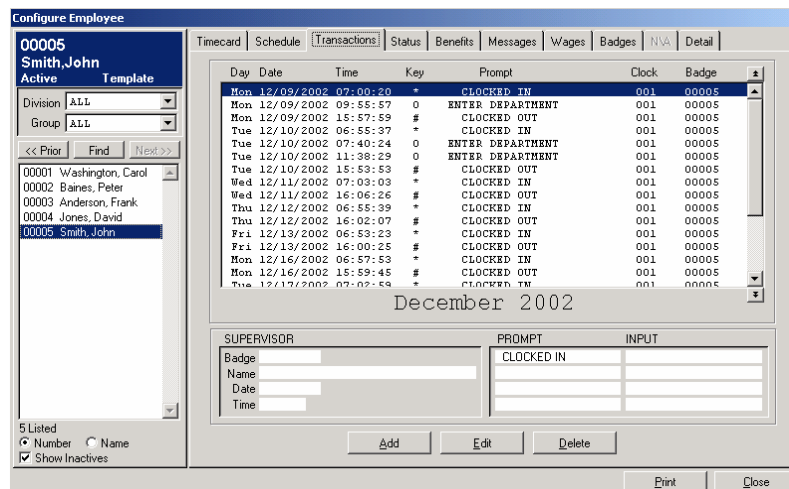 Configure Employee
00005
Smith,John
Active Template
Division ALL
Group ALL
<< Prior Find Next >>
00001 Washington, Carol
00002 Baines, Peter
00003 Anderson, Frank
00004 Jones, David
00005 Smith, John
5 Listed
Number Name
Show Inactives
Timecard Schedule Transactions Status Benefits Messages Wages Badges N\A Detail
Day Date Time Key Prompt Clock Badge
Mon 12/09/2002 07:00:20 * CLOCKED IN 001 00005
Mon 12/09/2002 09:55:57 0 ENTER DEPARTMENT 001 00005
Mon 12/09/2002 15:57:59 # CLOCKED OUT 001 00005
Tue 12/10/2002 06:55:37 * CLOCKED IN 001 00005
Tue 12/10/2002 07:40:24 0 ENTER DEPARTMENT 001 00005
Tue 12/10/2002 11:38:29 0 ENTER DEPARTMENT 001 00005
Tue 12/10/2002 15:53:53 # CLOCKED OUT 001 00005
Wed 12/11/2002 07:03:03 * CLOCKED IN 001 00005
Wed 12/11/2002 16:06:26 # CLOCKED OUT 001 00005
Thu 12/12/2002 06:55:39 * CLOCKED IN 001 00005
Thu 12/12/2002 16:02:07 # CLOCKED OUT 001 00005
Fri 12/13/2002 06:53:23 * CLOCKED IN 001 00005
Fri 12/13/2002 16:00:25 # CLOCKED OUT 001 00005
Mon 12/16/2002 06:57:53 * CLOCKED IN 001 00005
Mon 12/16/2002 15:59:45 # CLOCKED OUT 001 00005
Tue 12/17/2002 07:02:59 * CLOCKED IN 001 00005
December 2002
SUPERVISOR
Badge
Name
Date
Time
PROMPT INPUT
CLOCKED IN
Add Edit Delete
Print Close